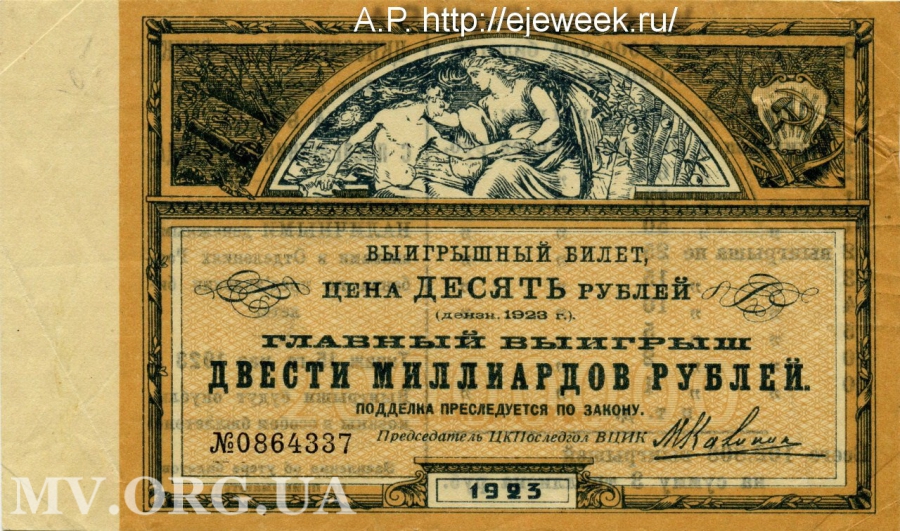 A.P. http://ejeweek.ru/
ВЫИГРЫШНЫЙ БИЛЕТ,
ЦЕНА ДЕСЯТЬ РУБЛЕЙ
(дензн. 1923 г.).
ГЛАВНЫЙ ВЫИГРЫШ
ДВЕСТИ МИЛЛИАРДОВ РУБЛЕЙ.
ПОДДЕЛКА ПРЕСЛЕДУЕТСЯ ПО ЗАКОНУ.
№0864337
Председатель ЦКПоследгол ВЦИК
1923
MV.ORG.UA